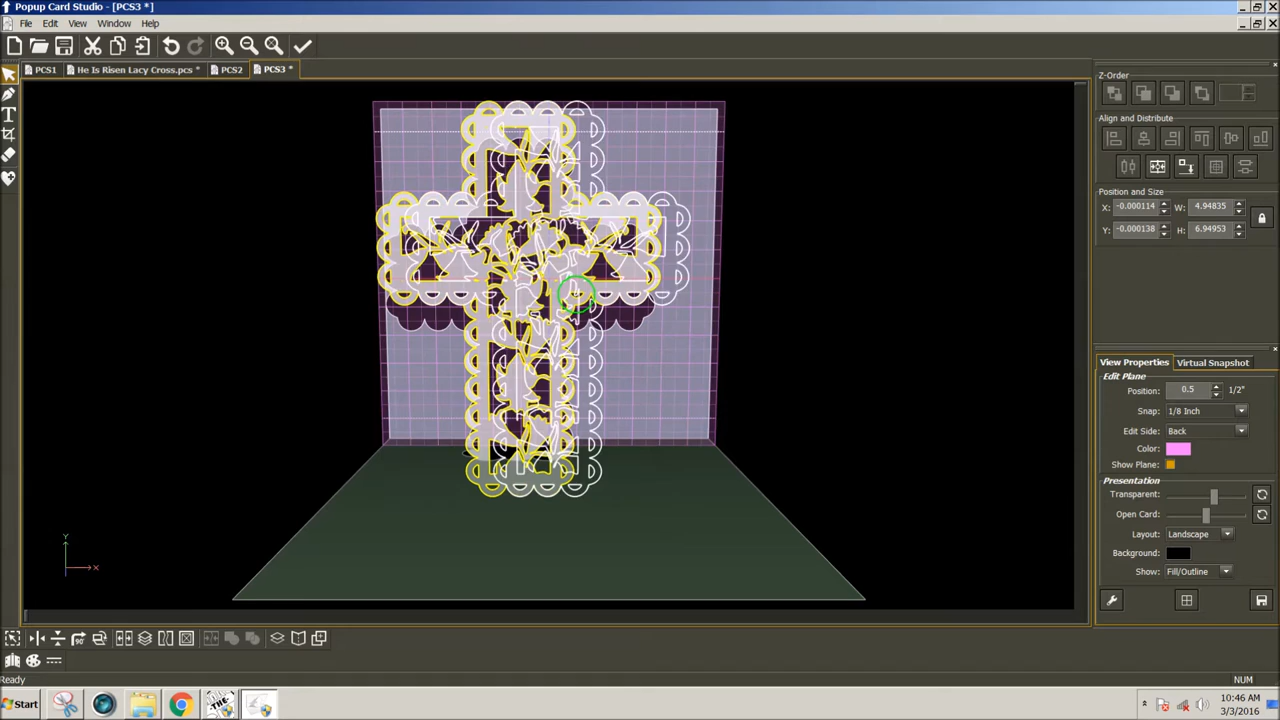 Popup Card Studio - [PCS3 *]
File Edit View Window Help
PCS1 He Is Risen Lacy Cross.pcs * PCS2 PCS3 *
Z-Order
Align and Distribute
Position and Size
X: -0.000114 W: 4.94835
Y: -0.000138 H: 6.94953
View Properties Virtual Snapshot
Edit Plane
Position: 0.5 1/2"
Snap: 1/8 Inch
Edit Side: Back
Color:
Show Plane:
Presentation
Transparent:
Open Card:
Layout: Landscape
Background:
Show: Fill/Outline
Y
X
90°
Ready NUM
Start THE 10:46 AM
3/3/2016